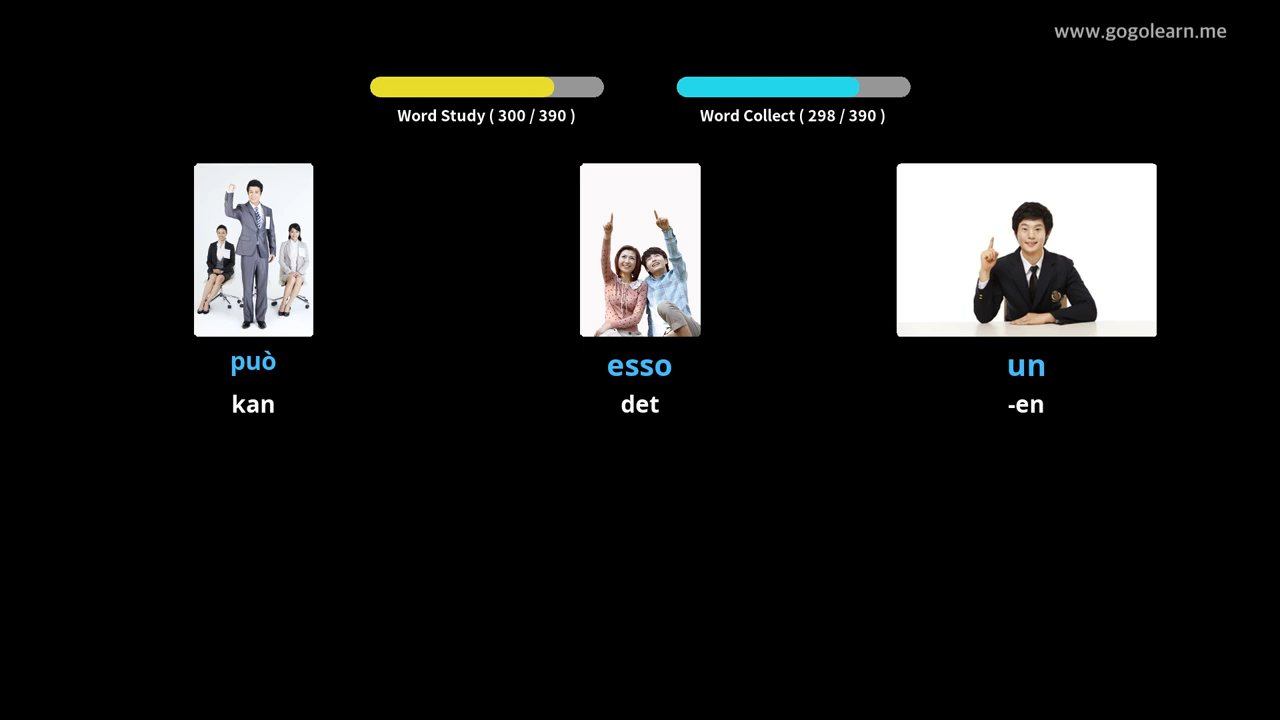 www.gogolearn.me
Word Study ( 300 / 390 )
Word Collect ( 298 / 390 )
può
esso
un
kan
det
-en